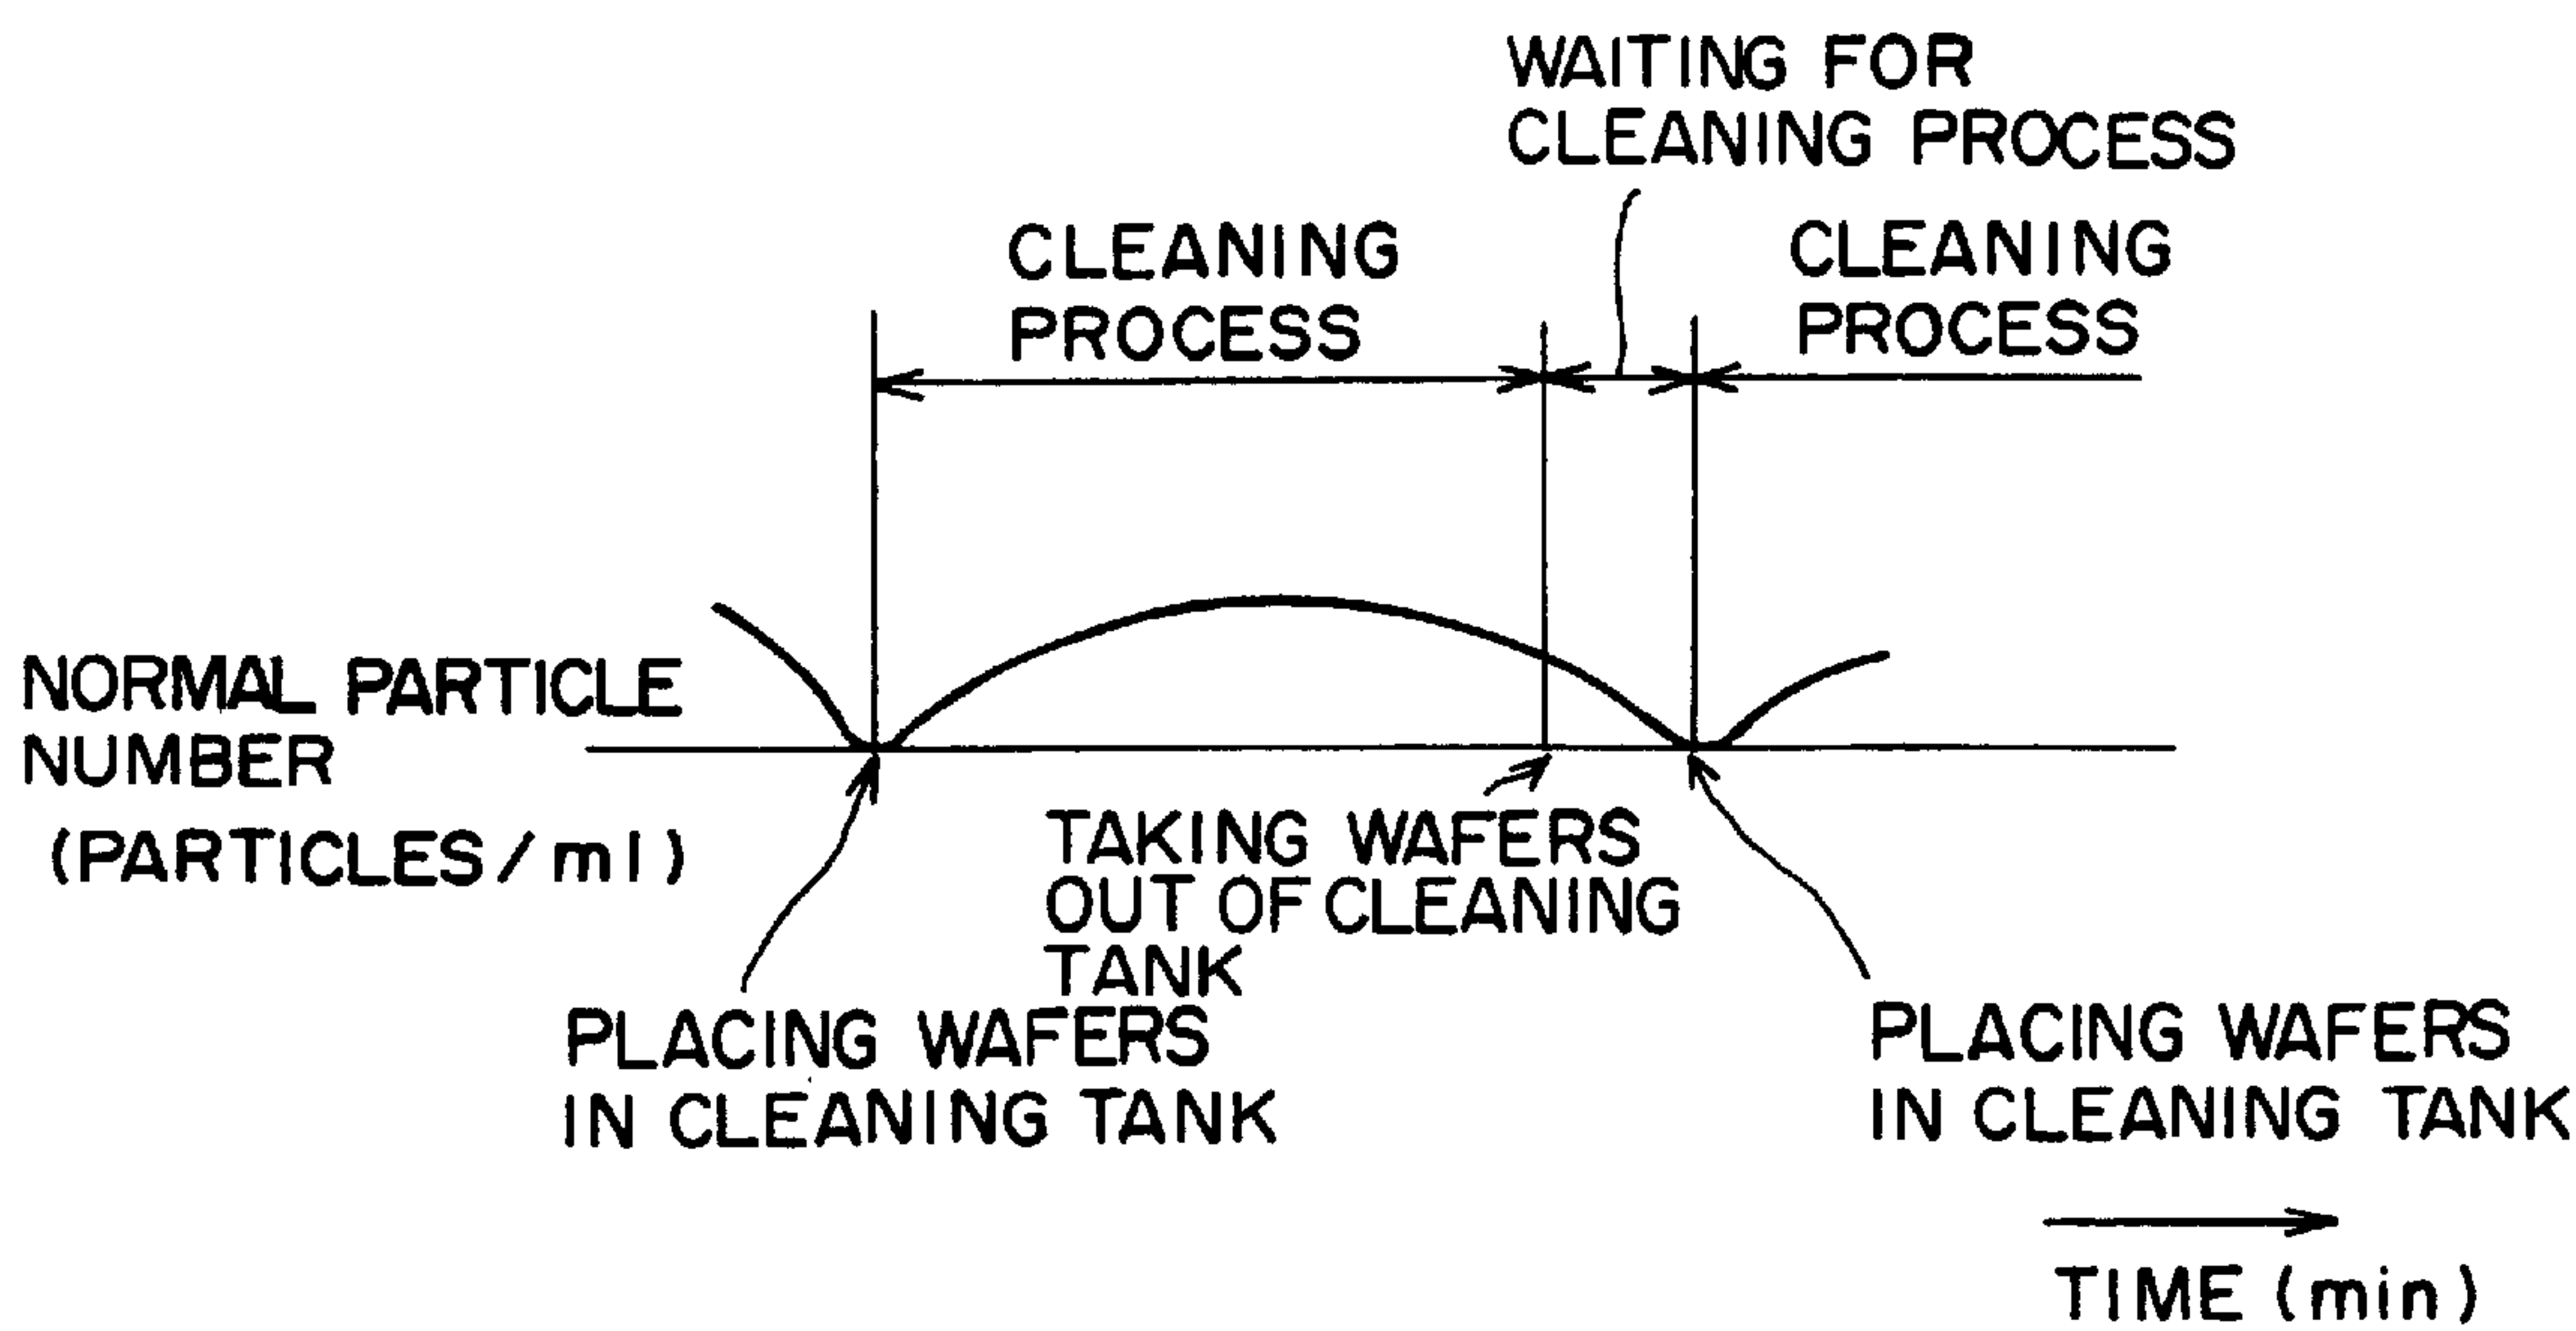 WAITING FOR
CLEANING PROCESS
CLEANING
PROCESS
CLEANING
PROCESS
NORMAL PARTICLE
NUMBER
(PARTICLES/ml)
TAKING WAFERS
OUT OF CLEANING
TANK
PLACING WAFERS
IN CLEANING TANK
PLACING WAFERS
IN CLEANING TANK
TIME (min)